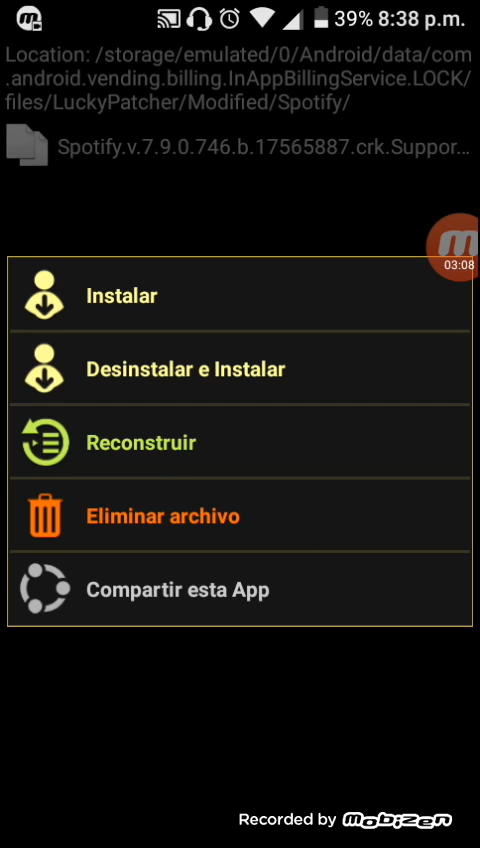 39% 8:38 p.m.
Location: /storage/emulated/0/Android/data/com
.android.vending.billing.InAppBillingService.LOCK/
files/LuckyPatcher/Modified/Spotify/
Spotify.v.7.9.0.746.b.17565887.crk.Suppor...
03:08
Instalar
Desinstalar e Instalar
Reconstruir
Eliminar archivo
Compartir esta App
Recorded by Mobizen